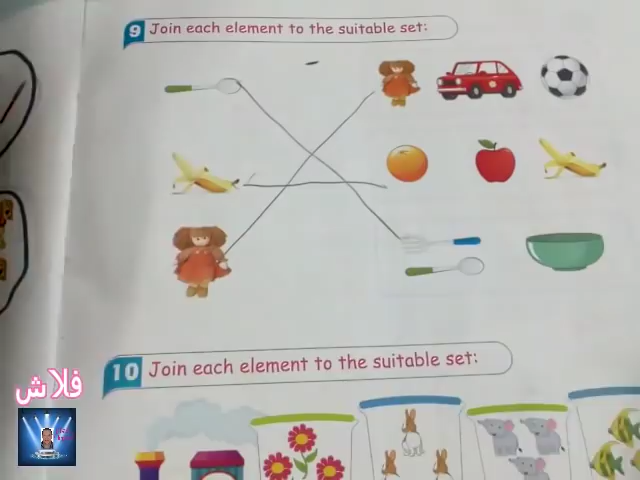 9 Join each element to the suitable set:
10 Join each element to the suitable set:
فلاش